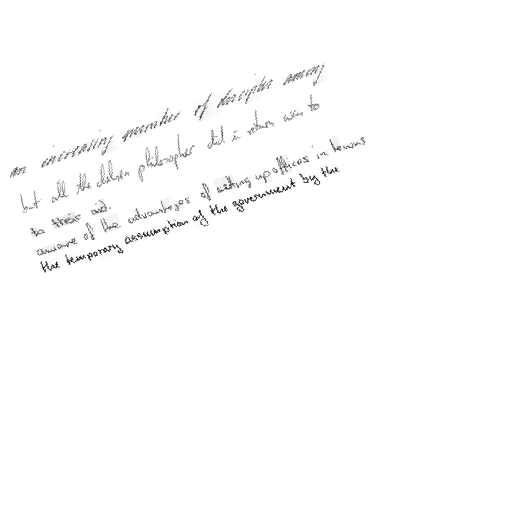 an increasing number of disciples among
but all the children philosopher did in return was to
to their aid.
aware of the advantages of setting up offices in towns
the temporary assumption of the government by the